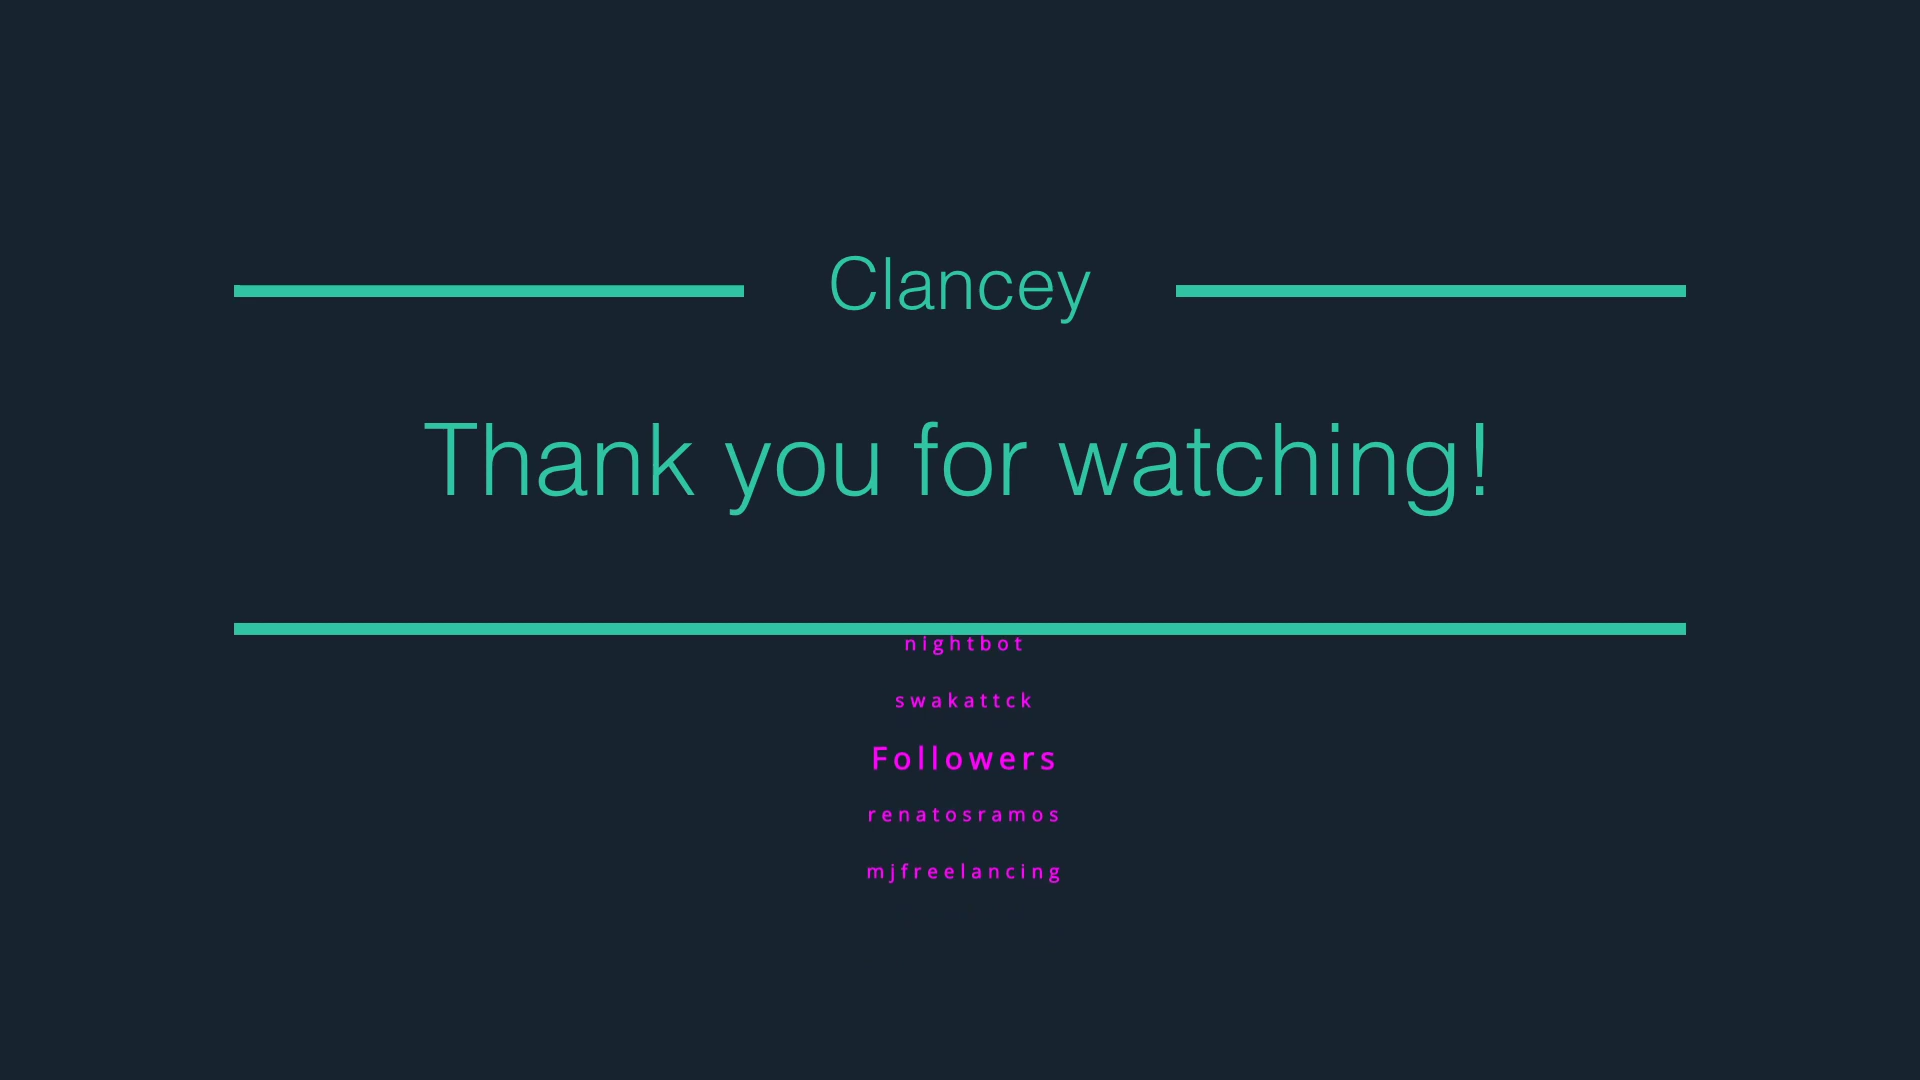 Clancey
Thank you for watching!
nightbot
swakattck
Followers
renatosramos
mjfreelancing